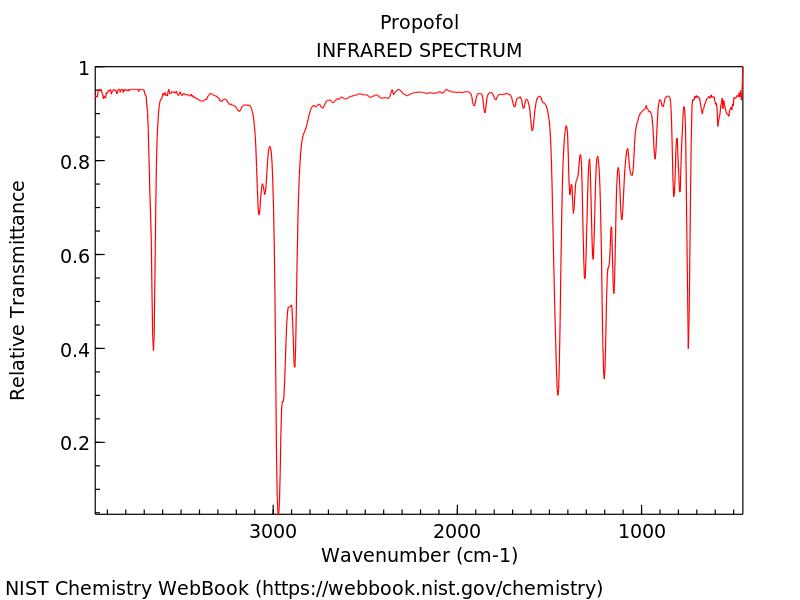 Propofol
INFRARED SPECTRUM
1
0.8
0.6
0.4
0.2
Relative Transmittance
3000 2000 1000
Wavenumber (cm-1)
NIST Chemistry WebBook (https://webbook.nist.gov/chemistry)